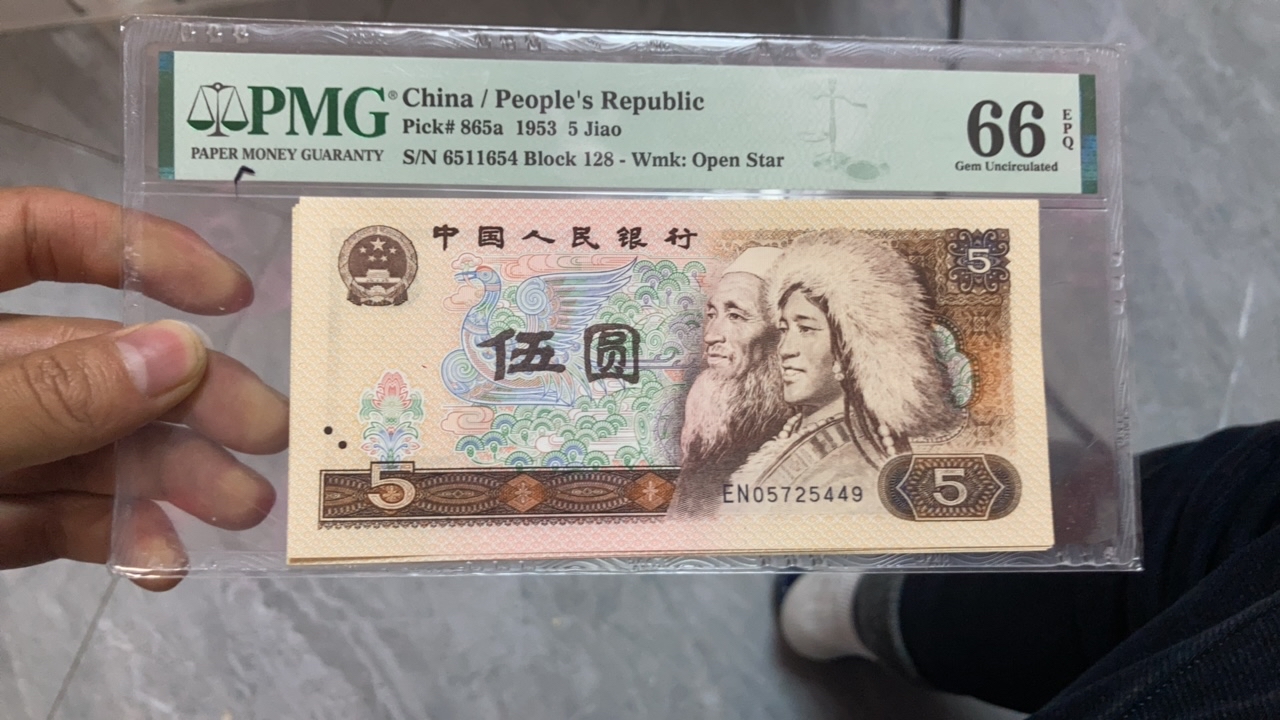 PMG® China / People's Republic
Pick# 865a 1953 5 Jiao
PAPER MONEY GUARANTY
S/N 6511654 Block 128 - Wmk: Open Star
66 EPQ
Gem Uncirculated
中国人民银行
5
伍圆
5
EN05725449
5